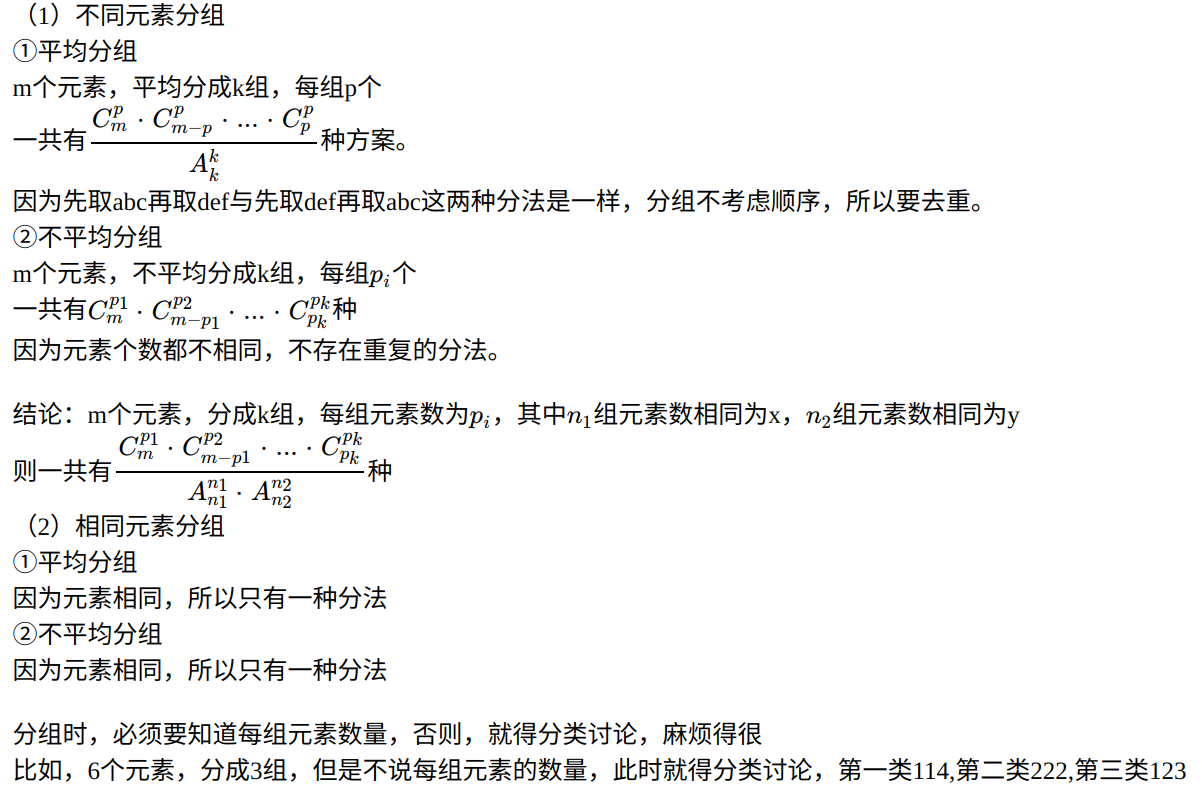 （1）不同元素分组
①平均分组
m个元素，平均分成k组，每组p个
一共有$\frac{C_m^p \cdot C_{m-p}^p \cdot ... \cdot C_p^p}{A_k^k}$种方案。
因为先取abc再取def与先取def再取abc这两种分法是一样，分组不考虑顺序，所以要去重。
②不平均分组
m个元素，不平均分成k组，每组$p_i$个
一共有$C_m^{p1} \cdot C_{m-p_1}^{p2} \cdot ... \cdot C_{p_k}^{p_k}$种
因为元素个数都不相同，不存在重复的分法。
结论：m个元素，分成k组，每组元素数为$p_i$，其中$n_1$组元素数相同为x，$n_2$组元素数相同为y
则一共有$\frac{C_m^{p1} \cdot C_{m-p1}^{p2} \cdot ... \cdot C_{p_k}^{p_k}}{A_{n1}^{n1} \cdot A_{n2}^{n2}}$种
（2）相同元素分组
①平均分组
因为元素相同，所以只有一种分法
②不平均分组
因为元素相同，所以只有一种分法
分组时，必须要知道每组元素数量，否则，就得分类讨论，麻烦得很
比如，6个元素，分成3组，但是不说每组元素的数量，此时就得分类讨论，第一类114,第二类222,第三类123